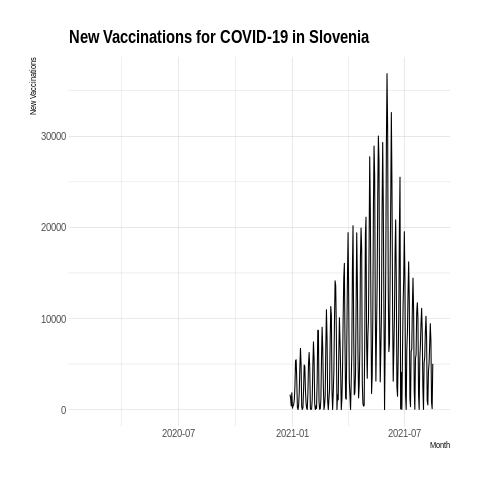 New Vaccinations for COVID-19 in Slovenia
New Vaccinations
30000
20000
10000
0
2020-07
2021-01
2021-07
Month